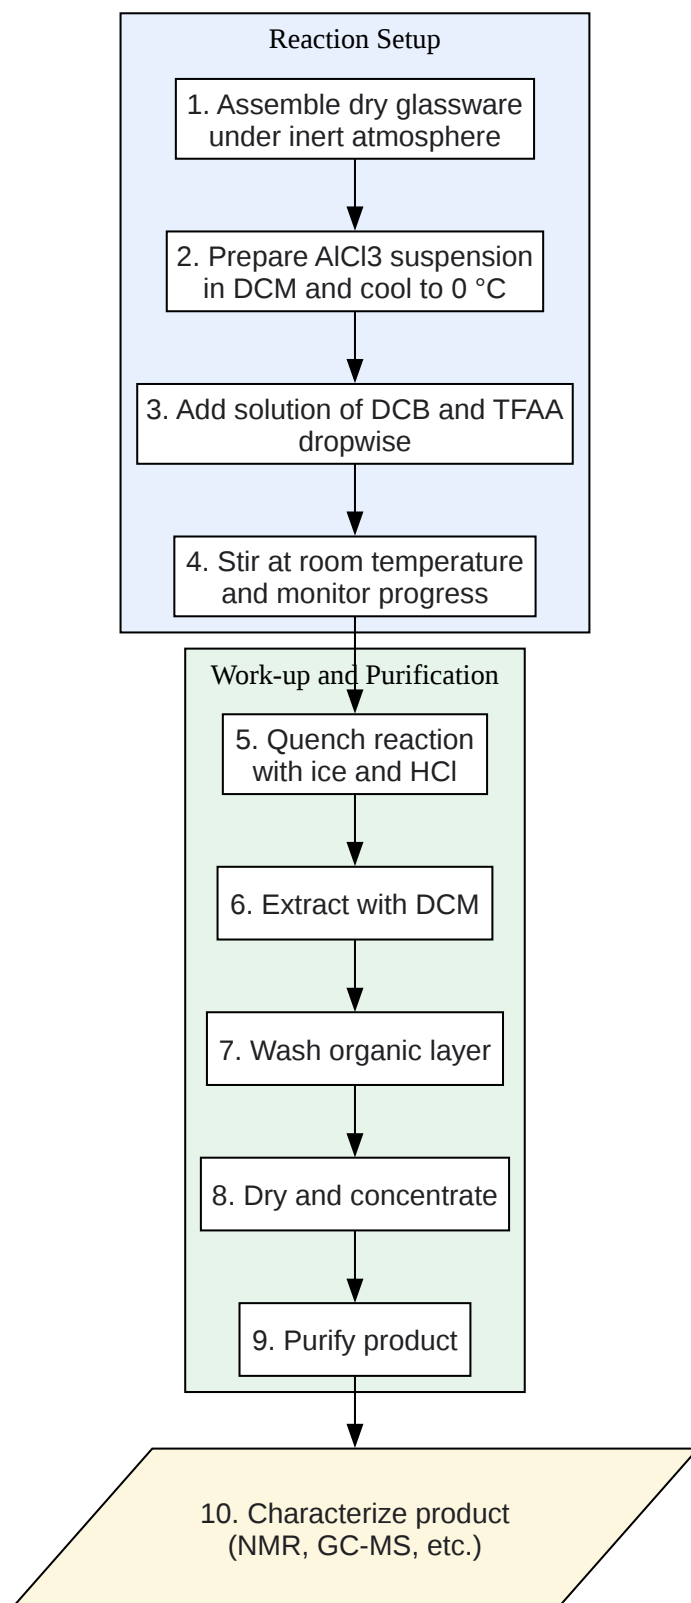 Reaction Setup
1. Assemble dry glassware
under inert atmosphere
2. Prepare AlCl3 suspension
in DCM and cool to 0 °C
3. Add solution of DCB and TFAA
dropwise
4. Stir at room temperature
and monitor progress
Work-up and Purification
5. Quench reaction
with ice and HCl
6. Extract with DCM
7. Wash organic layer
8. Dry and concentrate
9. Purify product
10. Characterize product
(NMR, GC-MS, etc.)